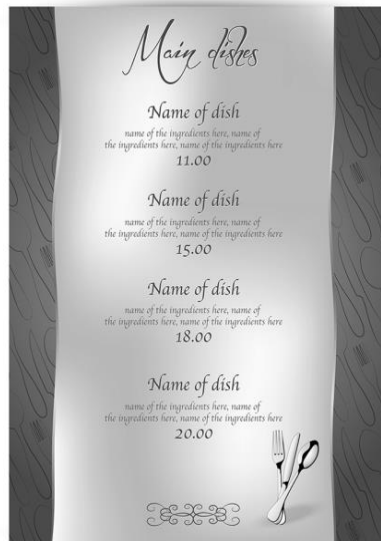 Main dishes
Name of dish
name of the ingredients here, name of
the ingredients here, name of the ingredients here
11.00
Name of dish
name of the ingredients here, name of
the ingredients here, name of the ingredients here
15.00
Name of dish
name of the ingredients here, name of
the ingredients here, name of the ingredients here
18.00
Name of dish
name of the ingredients here, name of
the ingredients here, name of the ingredients here
20.00